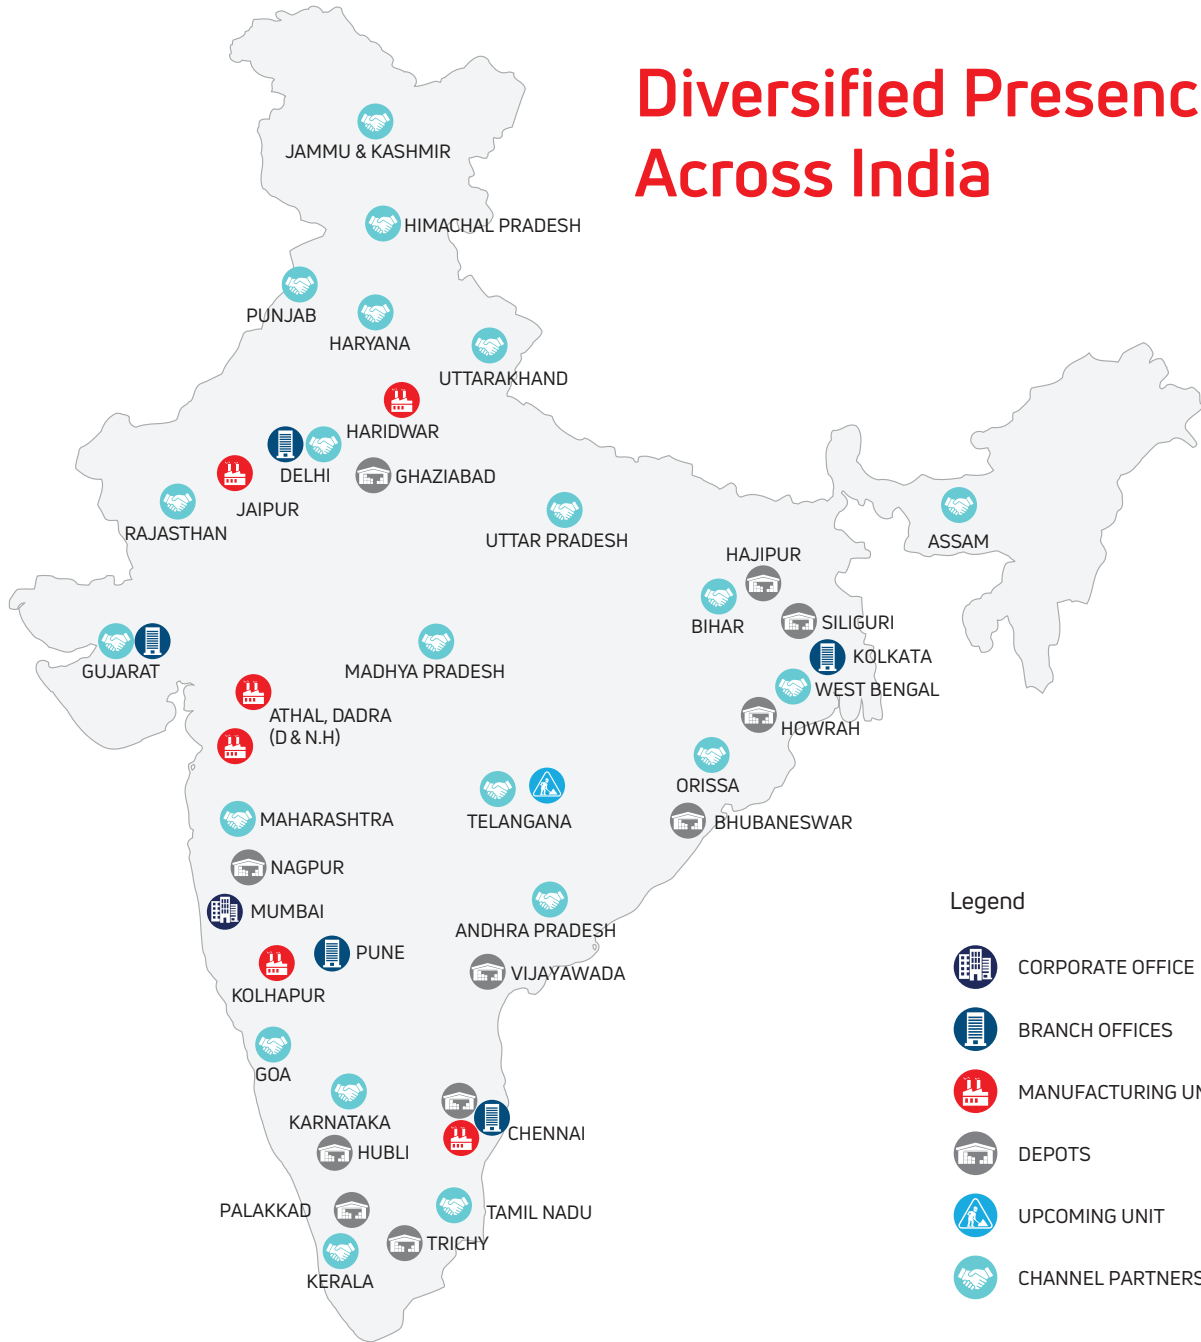 Diversified Presenc
Across India
JAMMU & KASHMIR
HIMACHAL PRADESH
PUNJAB
HARYANA
UTTARAKHAND
HARIDWAR
DELHI
GHAZIABAD
JAIPUR
RAJASTHAN
UTTAR PRADESH
ASSAM
HAJIPUR
BIHAR
SILIGURI
KOLKATA
GUJARAT
MADHYA PRADESH
WEST BENGAL
ATHAL, DADRA
(D & N.H)
HOWRAH
ORISSA
MAHARASHTRA
TELANGANA
BHUBANESWAR
NAGPUR
MUMBAI
ANDHRA PRADESH
PUNE
VIJAYAWADA
KOLHAPUR
GOA
KARNATAKA
CHENNAI
HUBLI
PALAKKAD
TAMIL NADU
TRICHY
KERALA
Legend
CORPORATE OFFICE
BRANCH OFFICES
MANUFACTURING UN
DEPOTS
UPCOMING UNIT
CHANNEL PARTNERS